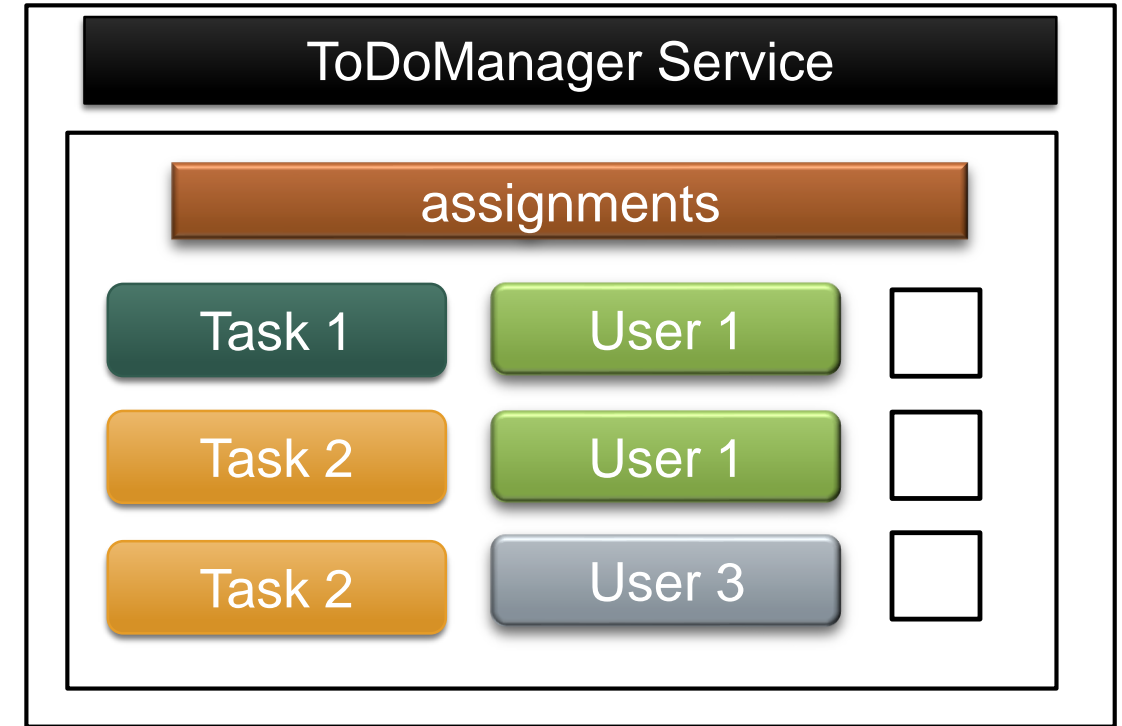 ToDoManager Service
assignments
Task 1 User 1
Task 2 User 1
Task 2 User 3